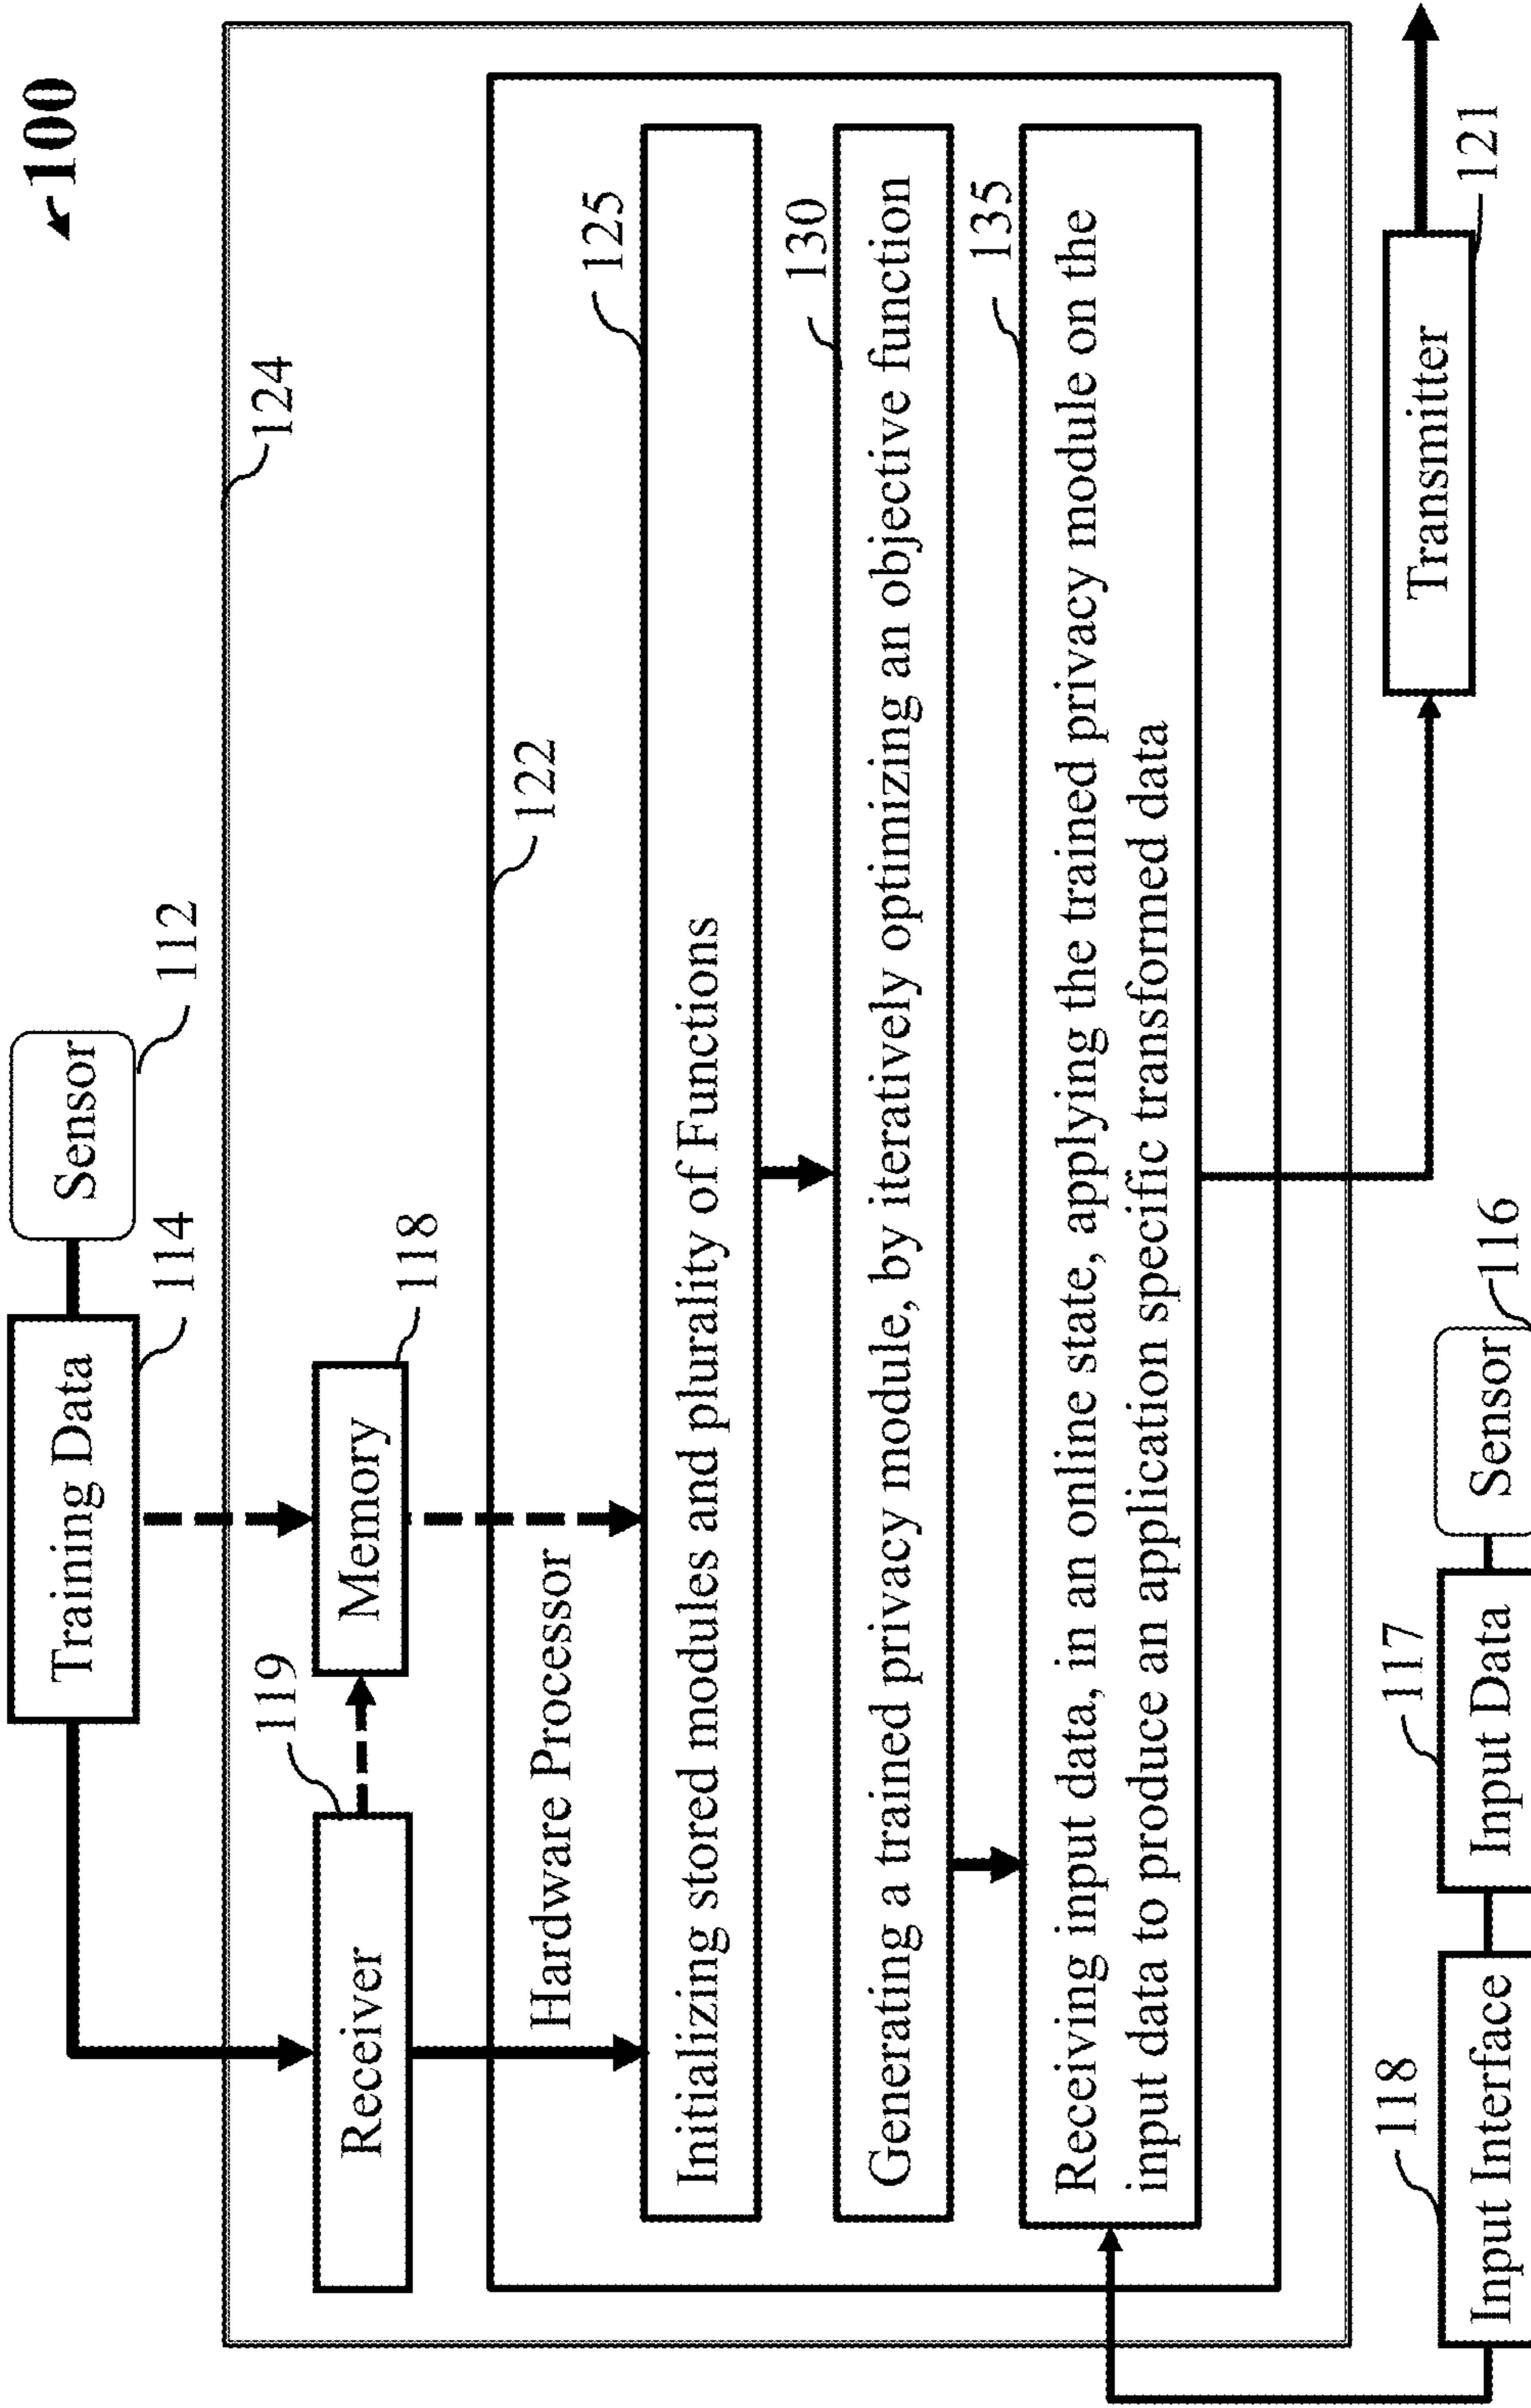 100
Sensor
112
Training Data
114
124
Receiver
119
Memory
118
Hardware Processor
122
125
Initializing stored modules and plurality of Functions
130
Generating a trained privacy module, by iteratively optimizing an objective function
135
Receiving input data, in an online state, applying the trained privacy module on the
input data to produce an application specific transformed data
Input Interface
118
Input Data
117
Sensor
116
Transmitter
121